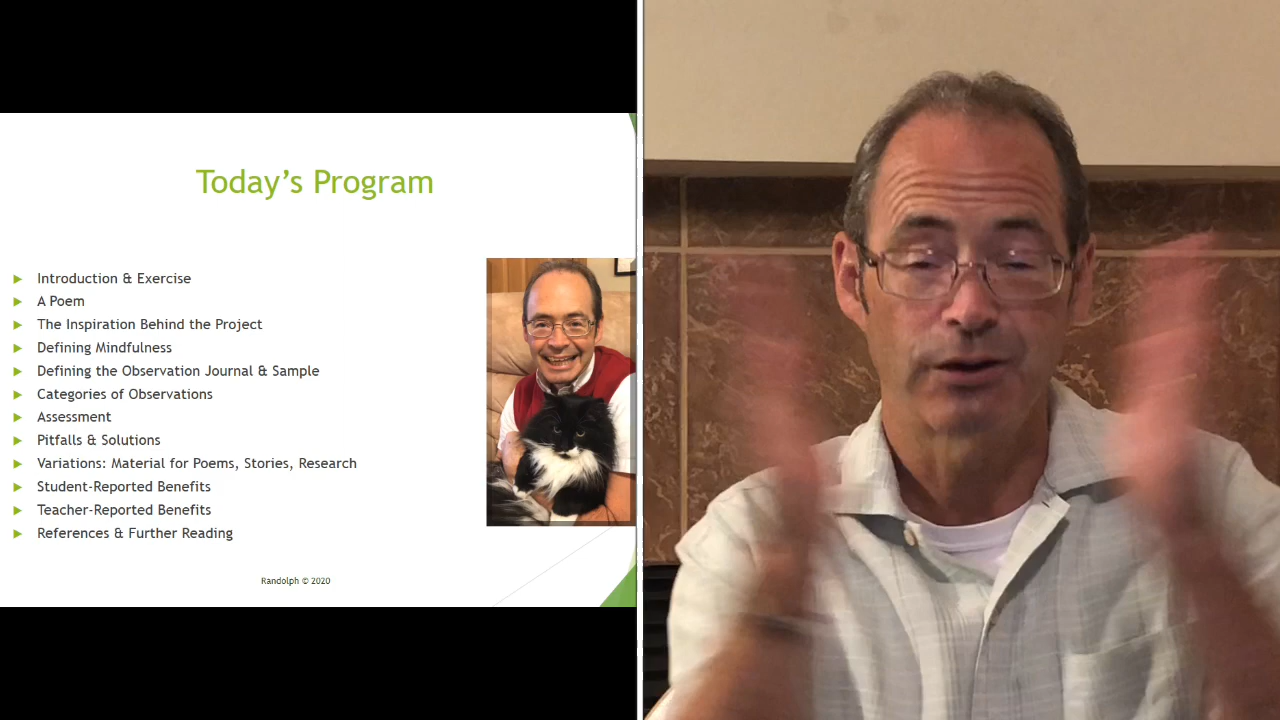 Today's Program
Introduction & Exercise
A Poem
The Inspiration Behind the Project
Defining Mindfulness
Defining the Observation Journal & Sample
Categories of Observations
Assessment
Pitfalls & Solutions
Variations: Material for Poems, Stories, Research
Student-Reported Benefits
Teacher-Reported Benefits
References & Further Reading
Randolph © 2020